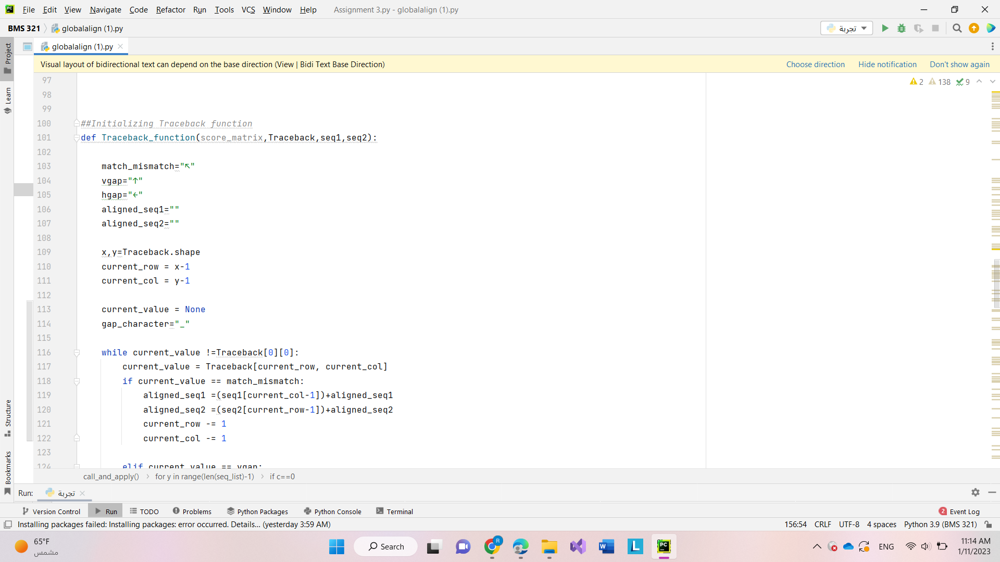 PC File Edit View Navigate Code Refactor Run Tools VCS Window Help Assignment 3.py - globalalign (1).py
BMS 321 globalalign (1).py تجربة
globalalign (1).py
Visual layout of bidirectional text can depend on the base direction (View | Bidi Text Base Direction) Choose direction Hide notification Don't show again
2 138 9
Project
Learn
Structure
Bookmarks
97
98
99
100 ##Initializing Traceback function
101 def Traceback_function(score_matrix,Traceback,seq1,seq2):
102
103 match_mismatch="↖"
104 vgap="↑"
105 hgap="←"
106 aligned_seq1=""
107 aligned_seq2=""
108
109 x,y=Traceback.shape
110 current_row = x-1
111 current_col = y-1
112
113 current_value = None
114 gap_character="_"
115
116 while current_value !=Traceback[0][0]:
117 current_value = Traceback[current_row, current_col]
118 if current_value == match_mismatch:
119 aligned_seq1 =(seq1[current_col-1])+aligned_seq1
120 aligned_seq2 =(seq2[current_row-1])+aligned_seq2
121 current_row -= 1
122 current_col -= 1
123
124 elif current_value == vgap:
call_and_apply() for y in range(len(seq_list)-1) if c==0
Run: تجربة
Version Control Run TODO Problems Python Packages Python Console Terminal 2 Event Log
Installing packages failed: Installing packages: error occurred. Details... (yesterday 3:59 AM) 156:54 CRLF UTF-8 4 spaces Python 3.9 (BMS 321)
65°F
مشمس
Search
R
W
L
PC
ENG
11:14 AM
1/11/2023